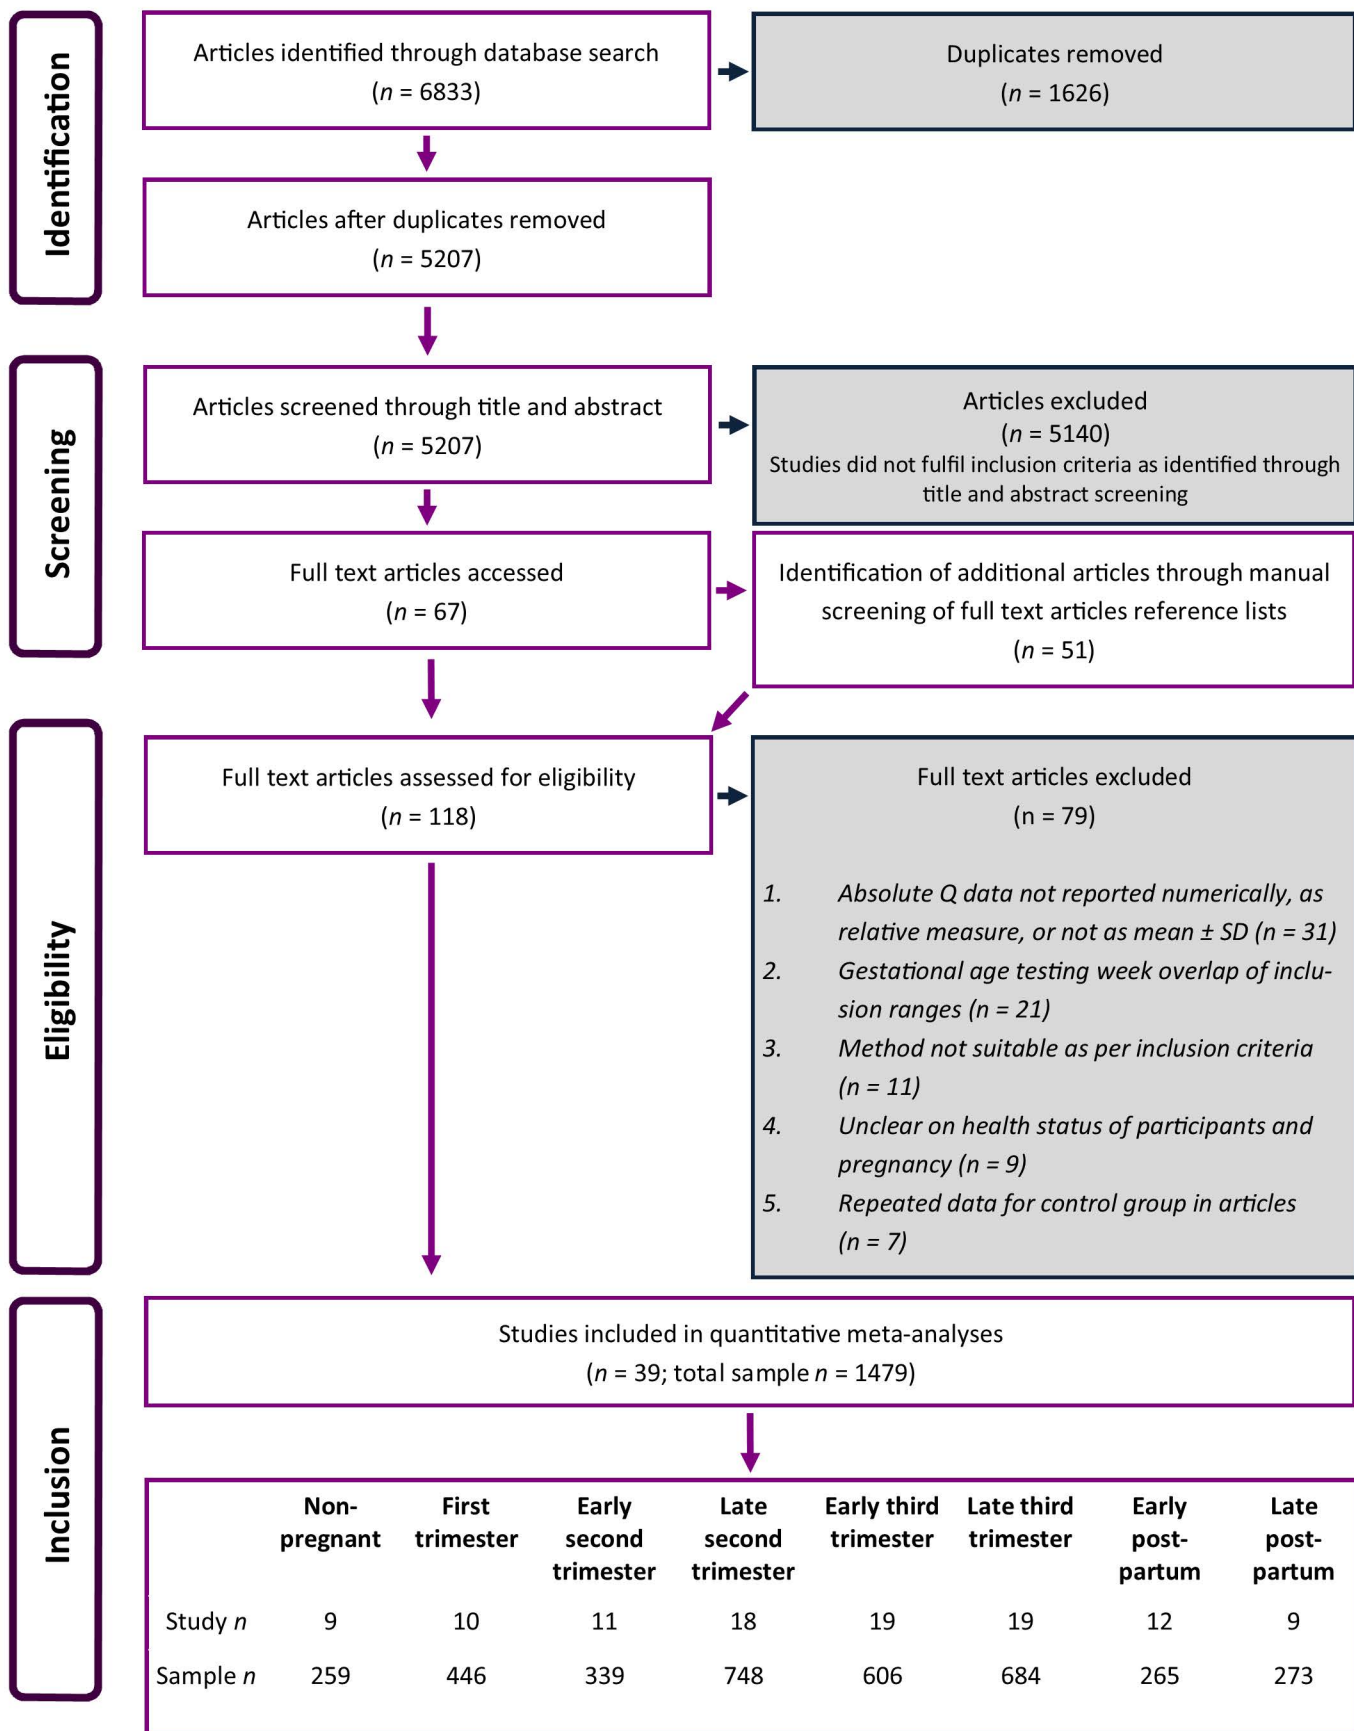 Identification
Articles identified through database search
(n = 6833)
Duplicates removed
(n = 1626)
Articles after duplicates removed
(n = 5207)
Screening
Articles screened through title and abstract
(n = 5207)
Articles excluded
(n = 5140)
Studies did not fulfil inclusion criteria as identified through
title and abstract screening
Full text articles accessed
(n = 67)
Identification of additional articles through manual
screening of full text articles reference lists
(n = 51)
Eligibility
Full text articles assessed for eligibility
(n = 118)
Full text articles excluded
(n = 79)
1. Absolute Q data not reported numerically, as
relative measure, or not as mean ± SD (n = 31)
2. Gestational age testing week overlap of inclu-
sion ranges (n = 21)
3. Method not suitable as per inclusion criteria
(n = 11)
4. Unclear on health status of participants and
pregnancy (n = 9)
5. Repeated data for control group in articles
(n = 7)
Inclusion
Studies included in quantitative meta-analyses
(n = 39; total sample n = 1479)
Non- First Early Late Early third Late third Early Late
pregnant trimester second second trimester trimester post- post-
trimester trimester partum partum
Study n 9 10 11 18 19 19 12 9
Sample n 259 446 339 748 606 684 265 273